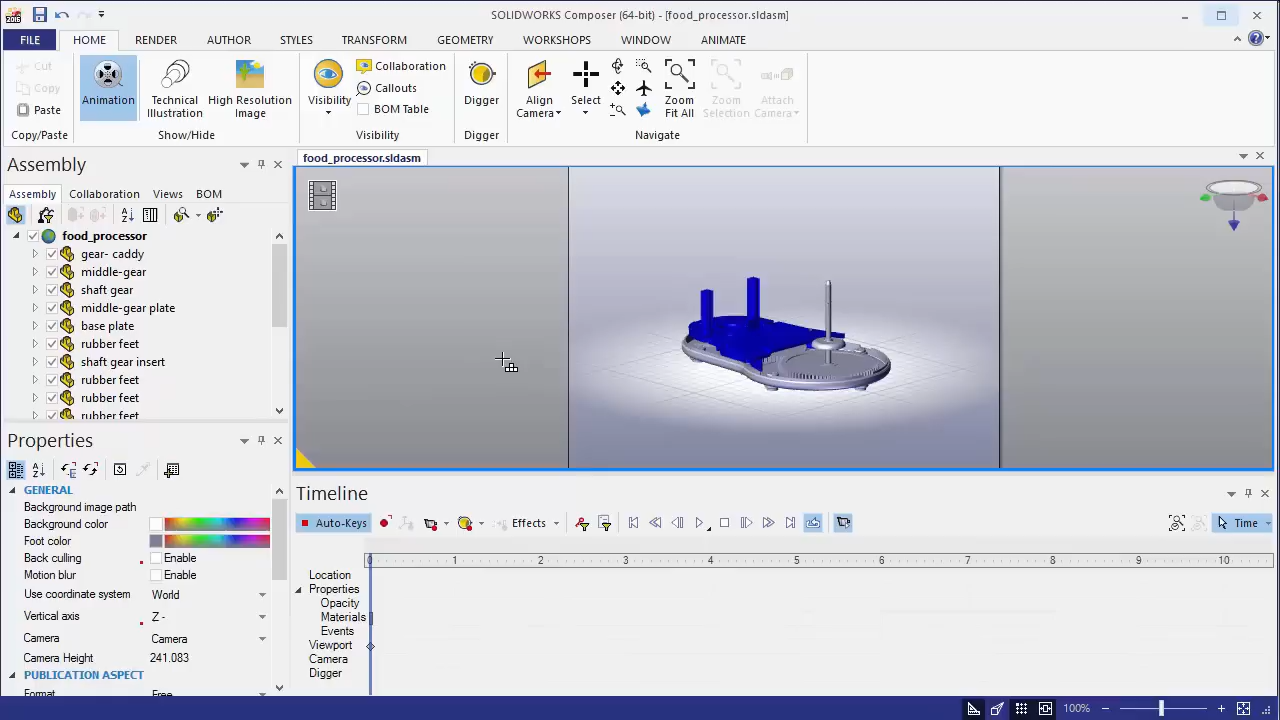 SOLIDWORKS Composer (64-bit) - [food_processor.sldasm]
FILE HOME RENDER AUTHOR STYLES TRANSFORM GEOMETRY WORKSHOPS WINDOW ANIMATE
Cut
Copy
Paste
Copy/Paste
Animation
Technical
Illustration
High Resolution
Image
Show/Hide
Visibility
Collaboration
Callouts
BOM Table
Visibility
Digger
Digger
Align
Camera
Select
Zoom
Fit All
Zoom
Selection
Attach
Camera
Navigate
Assembly
Assembly Collaboration Views BOM
food_processor
gear- caddy
middle-gear
shaft gear
middle-gear plate
base plate
rubber feet
shaft gear insert
rubber feet
rubber feet
rubber feet
food_processor.sldasm
Properties
GENERAL
Background image path
Background color
Foot color
Back culling Enable
Motion blur Enable
Use coordinate system World
Vertical axis Z -
Camera Camera
Camera Height 241.083
PUBLICATION ASPECT
Format Free
Timeline
Auto-Keys Effects Time
0 1 2 3 4 5 6 7 8 9 10
Location
Properties
Opacity
Materials
Events
Viewport
Camera
Digger
100%